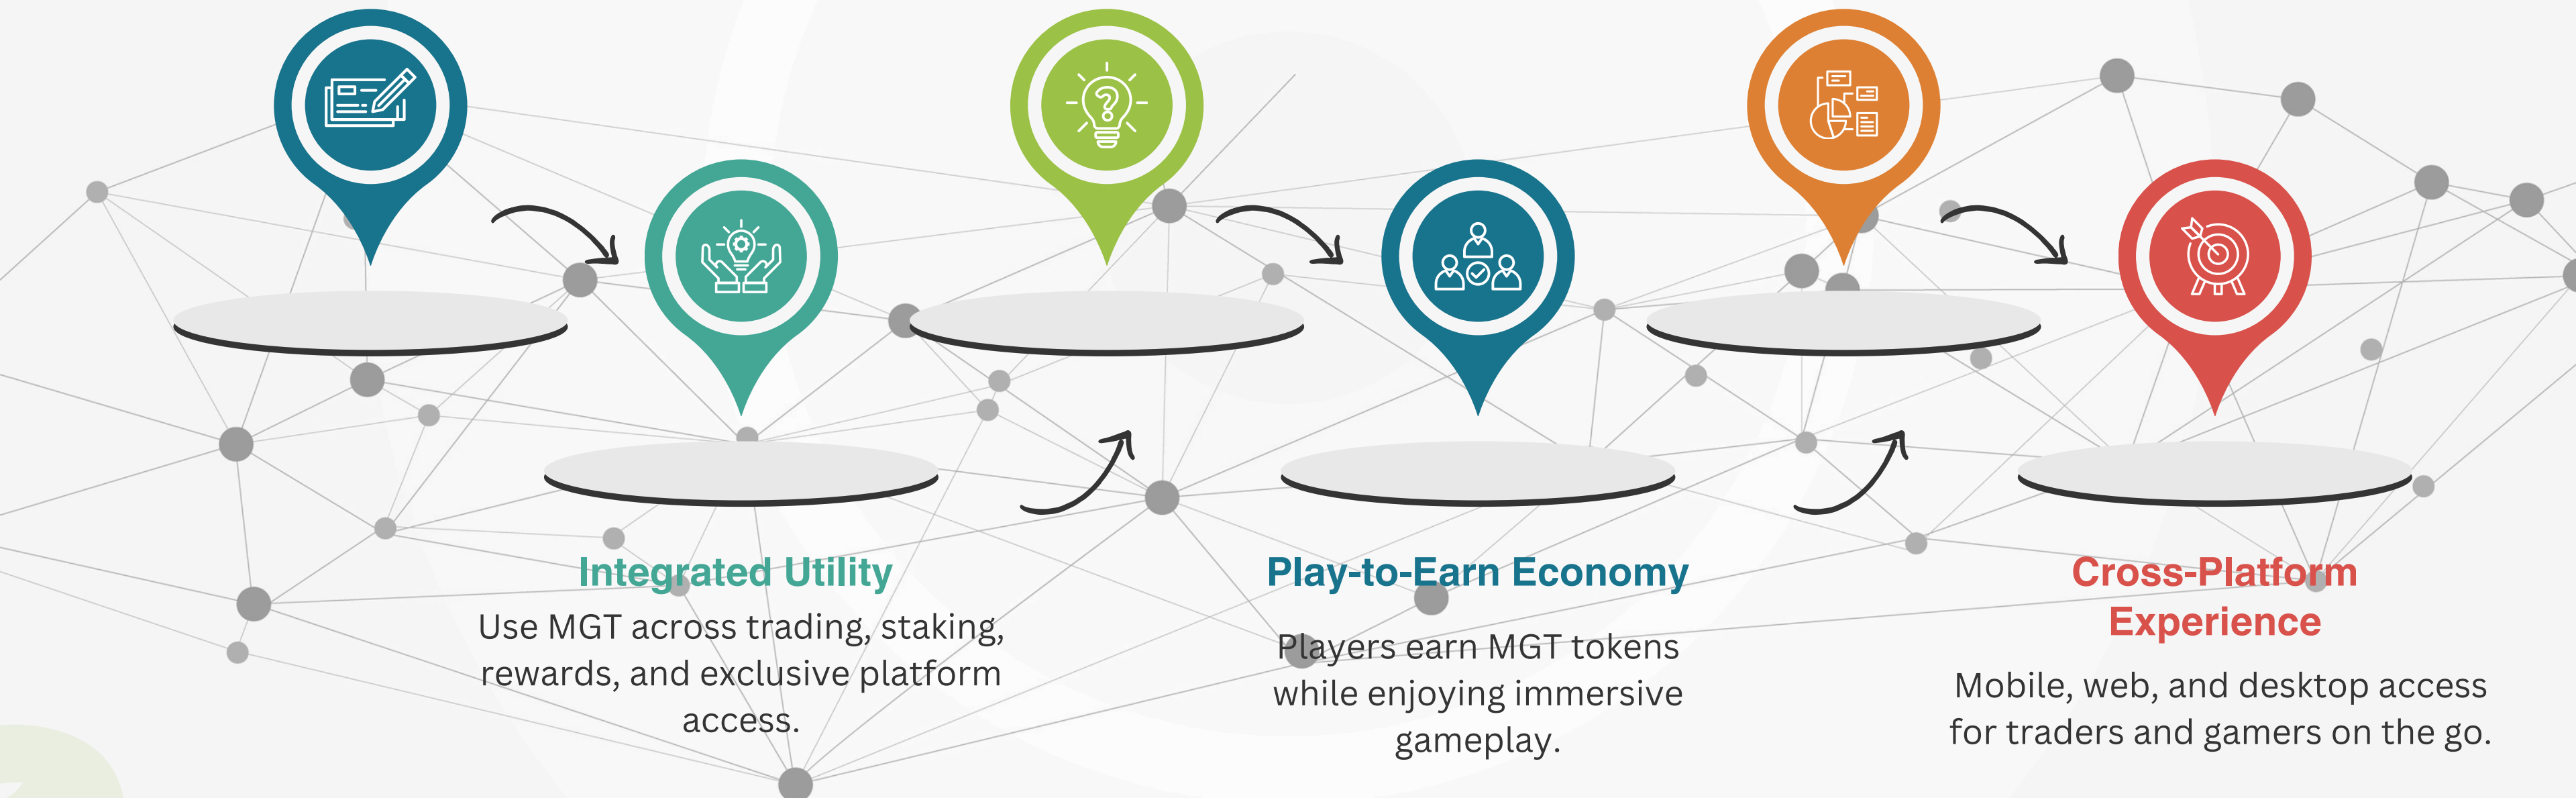 Integrated Utility
Use MGT across trading, staking,
rewards, and exclusive platform
access.
Play-to-Earn Economy
Players earn MGT tokens
while enjoying immersive
gameplay.
Cross-Platform
Experience
Mobile, web, and desktop access
for traders and gamers on the go.